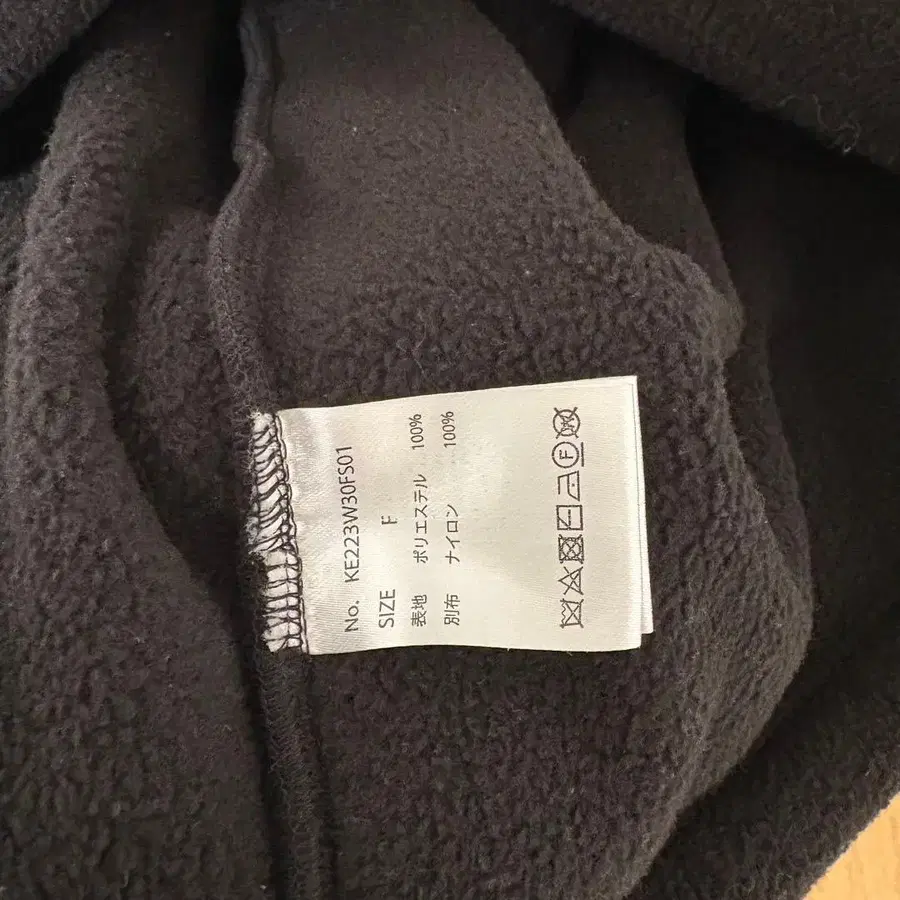 No. KE223W30FS01
SIZE F
表地 ポリエステル 100%
別布 ナイロン 100%
F